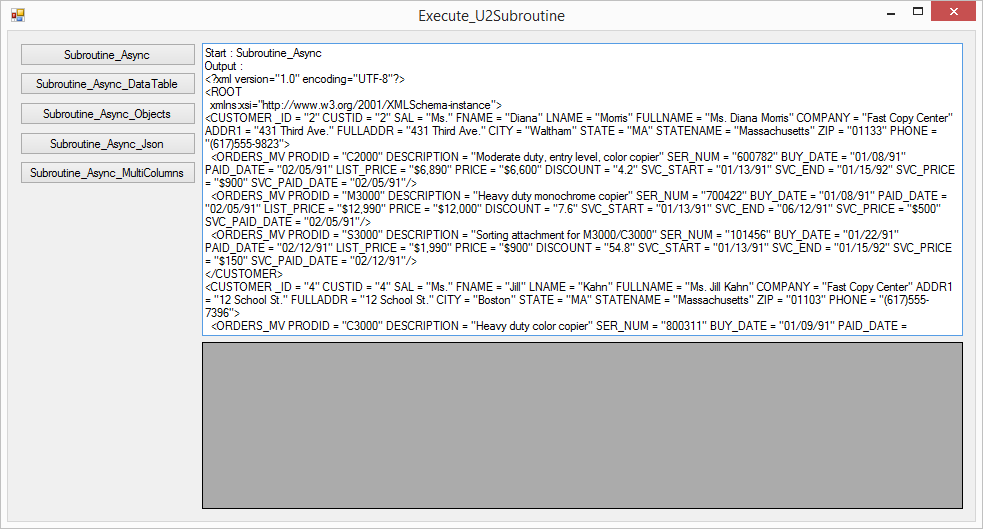 Execute_U2Subroutine
Subroutine_Async
Subroutine_Async_DataTable
Subroutine_Async_Objects
Subroutine_Async_Json
Subroutine_Async_MultiColumns
Start : Subroutine_Async
Output :
<?xml version="1.0" encoding="UTF-8"?>
<ROOT
xmlns:xsi="http://www.w3.org/2001/XMLSchema-instance">
<CUSTOMER _ID = "2" CUSTID = "2" SAL = "Ms." FNAME = "Diana" LNAME = "Morris" FULLNAME = "Ms. Diana Morris" COMPANY = "Fast Copy Center"
ADDR1 = "431 Third Ave." FULLADDR = "431 Third Ave." CITY = "Waltham" STATE = "MA" STATENAME = "Massachusetts" ZIP = "01133" PHONE =
"(617)555-9823">
<ORDERS_MV PRODID = "C2000" DESCRIPTION = "Moderate duty, entry level, color copier" SER_NUM = "600782" BUY_DATE = "01/08/91"
PAID_DATE = "02/05/91" LIST_PRICE = "$6,890" PRICE = "$6,600" DISCOUNT = "4.2" SVC_START = "01/13/91" SVC_END = "01/15/92" SVC_PRICE
= "$900" SVC_PAID_DATE = "02/05/91"/>
<ORDERS_MV PRODID = "M3000" DESCRIPTION = "Heavy duty monochrome copier" SER_NUM = "700422" BUY_DATE = "01/08/91" PAID_DATE =
"02/05/91" LIST_PRICE = "$12,990" PRICE = "$12,000" DISCOUNT = "7.6" SVC_START = "01/13/91" SVC_END = "06/12/91" SVC_PRICE = "$500"
SVC_PAID_DATE = "02/05/91"/>
<ORDERS_MV PRODID = "S3000" DESCRIPTION = "Sorting attachment for M3000/C3000" SER_NUM = "101456" BUY_DATE = "01/22/91"
PAID_DATE = "02/12/91" LIST_PRICE = "$1,990" PRICE = "$900" DISCOUNT = "54.8" SVC_START = "01/13/91" SVC_END = "01/15/92" SVC_PRICE
= "$150" SVC_PAID_DATE = "02/12/91"/>
</CUSTOMER>
<CUSTOMER _ID = "4" CUSTID = "4" SAL = "Ms." FNAME = "Jill" LNAME = "Kahn" FULLNAME = "Ms. Jill Kahn" COMPANY = "Fast Copy Center" ADDR1
= "12 School St." FULLADDR = "12 School St." CITY = "Boston" STATE = "MA" STATENAME = "Massachusetts" ZIP = "01103" PHONE = "(617)555-
7396">
<ORDERS_MV PRODID = "C3000" DESCRIPTION = "Heavy duty color copier" SER_NUM = "800311" BUY_DATE = "01/09/91" PAID_DATE =